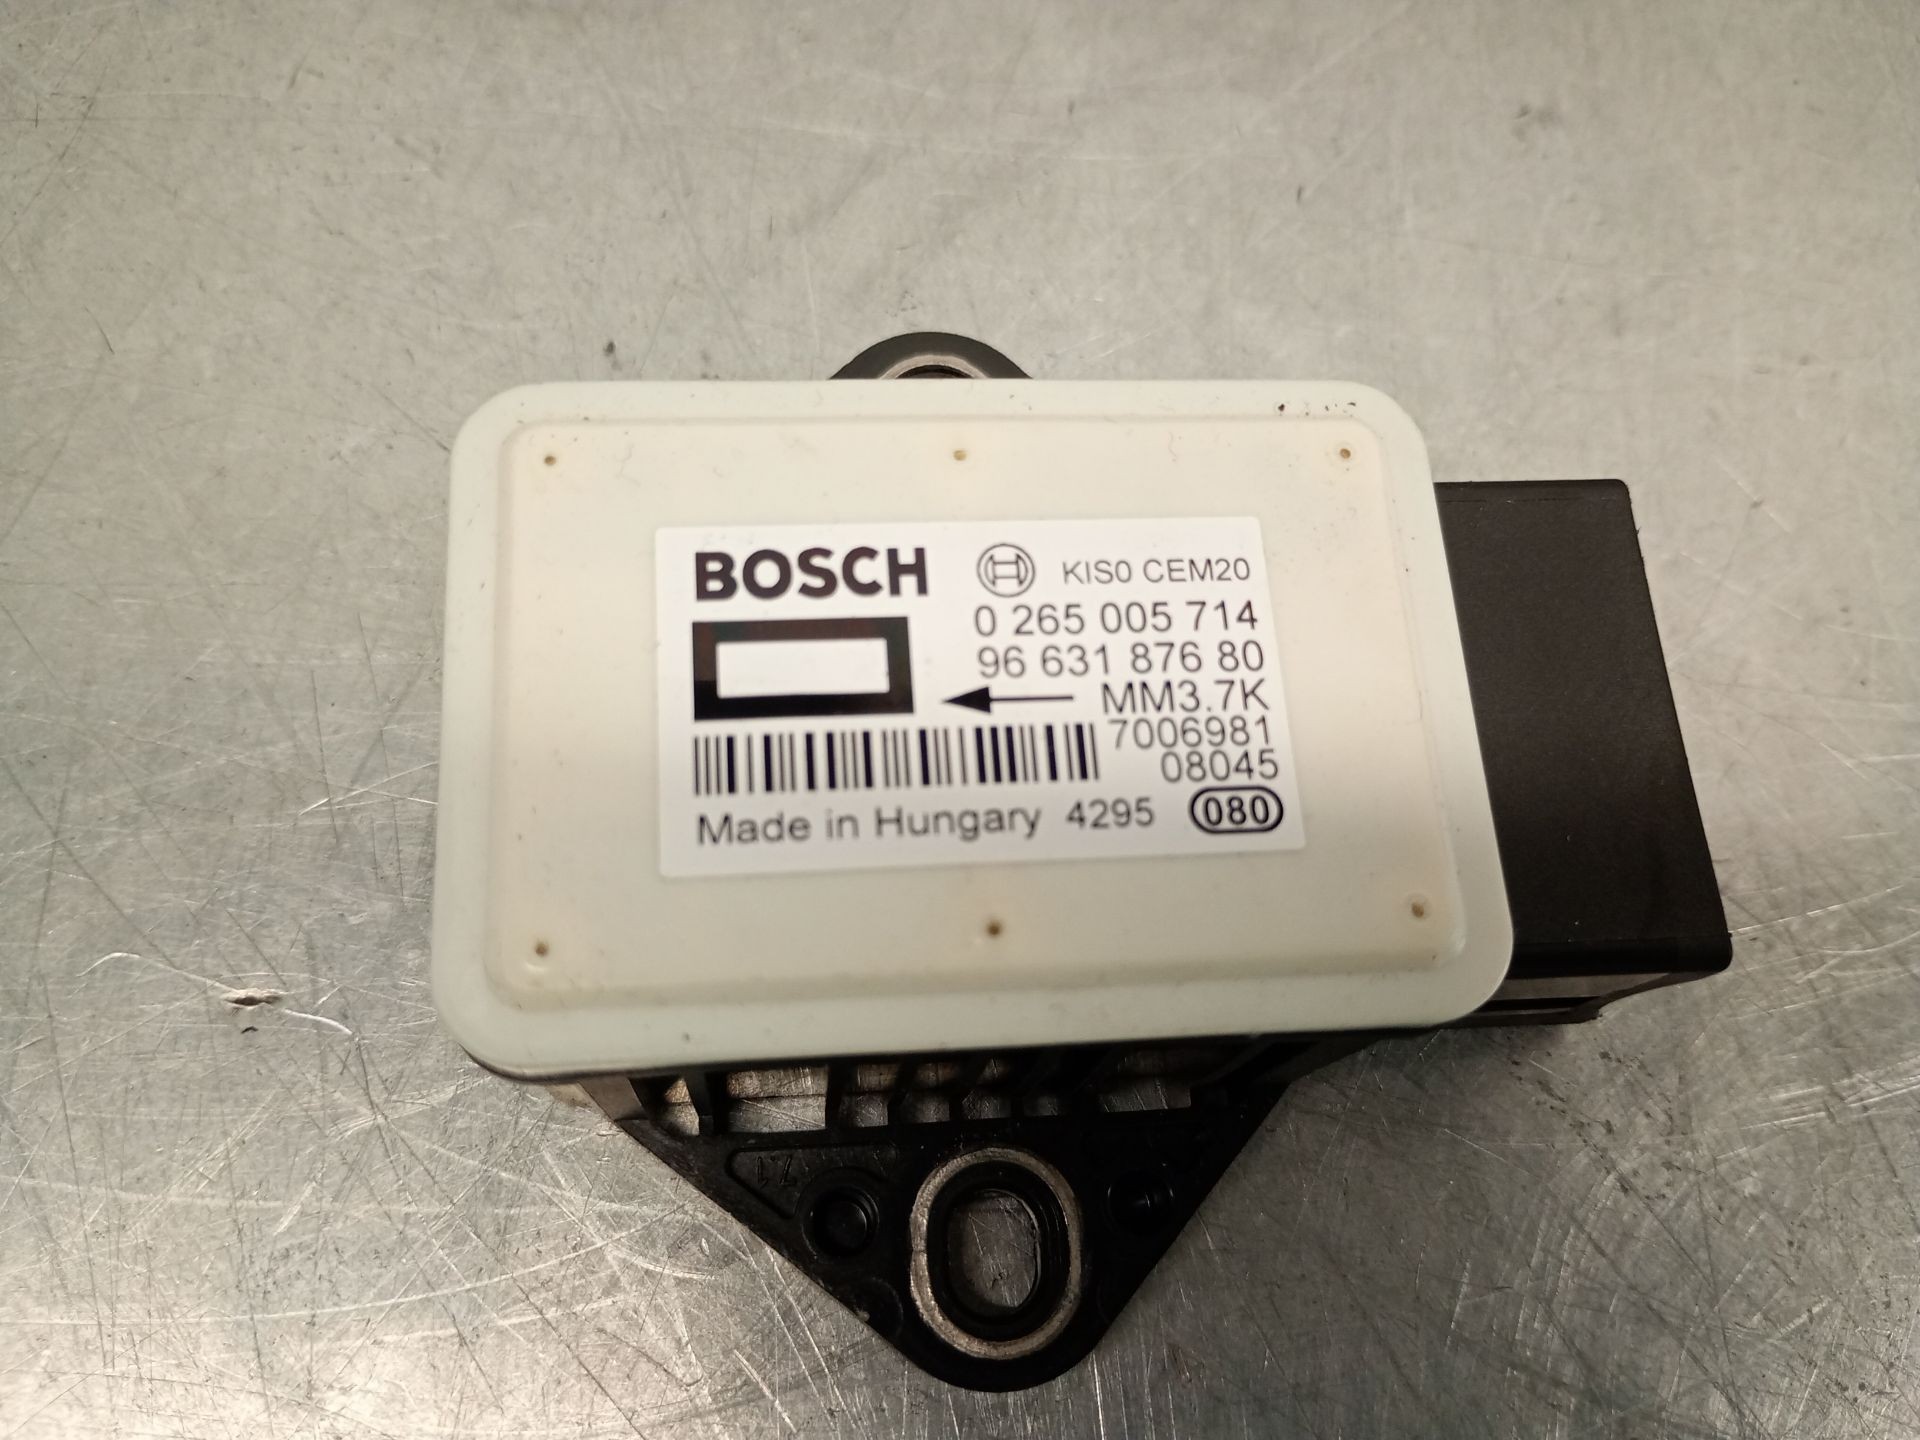 BOSCH KIS0 CEM20
0 265 005 714
96 631 876 80
MM3.7K
7006981
08045
Made in Hungary 4295 080